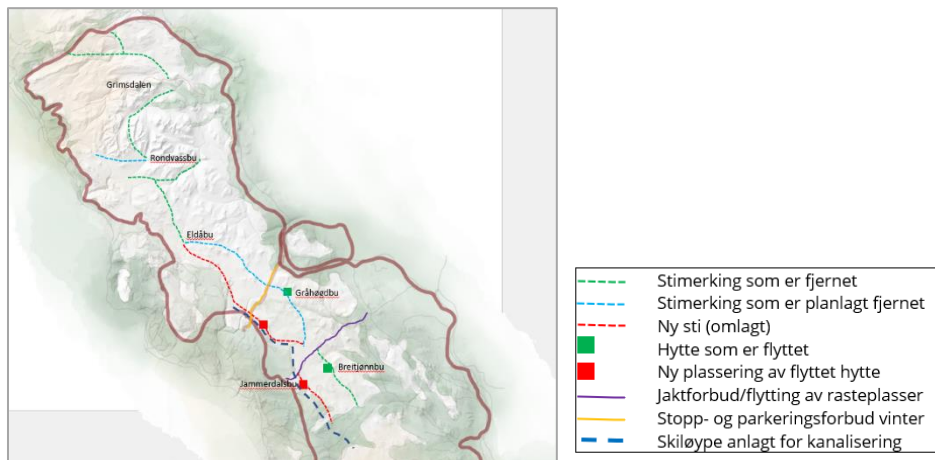 Grimsdalen
Rondvassbu
Eldåbu
Gråhøgdbu
Breitjønnbu
Jammerdalsbu
Stimerking som er fjernet
Stimerking som er planlagt fjernet
Ny sti (omlagt)
Hytte som er flyttet
Ny plassering av flyttet hytte
Jaktforbud/flytting av rasteplasser
Stopp- og parkeringsforbud vinter
Skiløype anlagt for kanalisering